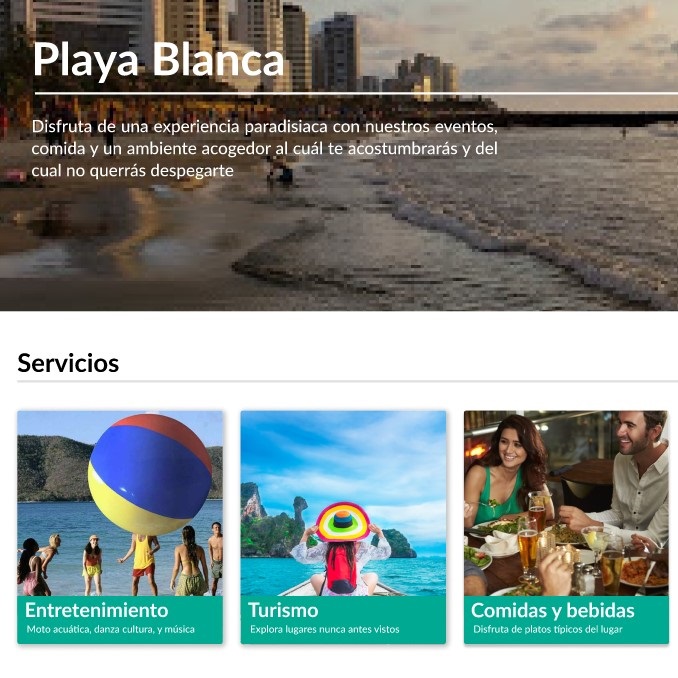 Playa Blanca
Disfruta de una experiencia paradisiaca con nuestros eventos,
comida y un ambiente acogedor al cuál te acostumbrarás y del
cual no querrás despegarte
Servicios
Entretenimiento
Moto acuática, danza cultura, y música
Turismo
Explora lugares nunca antes vistos
Comidas y bebidas
Disfruta de platos típicos del lugar